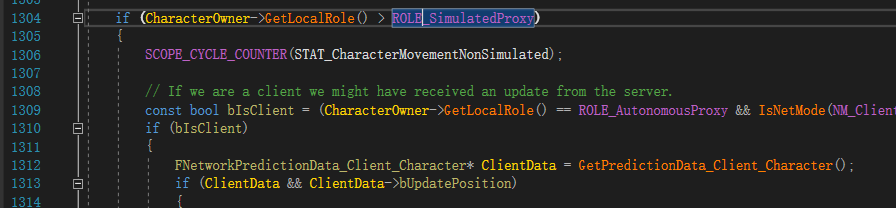 1304 if (CharacterOwner->GetLocalRole() > ROLE_SimulatedProxy)
1305 {
1306 SCOPE_CYCLE_COUNTER(STAT_CharacterMovementNonSimulated);
1307
1308 // If we are a client we might have received an update from the server.
1309 const bool bIsClient = (CharacterOwner->GetLocalRole() == ROLE_AutonomousProxy && IsNetMode(NM_Client
1310 if (bIsClient)
1311 {
1312 FNetworkPredictionData_Client_Character* ClientData = GetPredictionData_Client_Character();
1313 if (ClientData && ClientData->bUpdatePosition)
1314 {